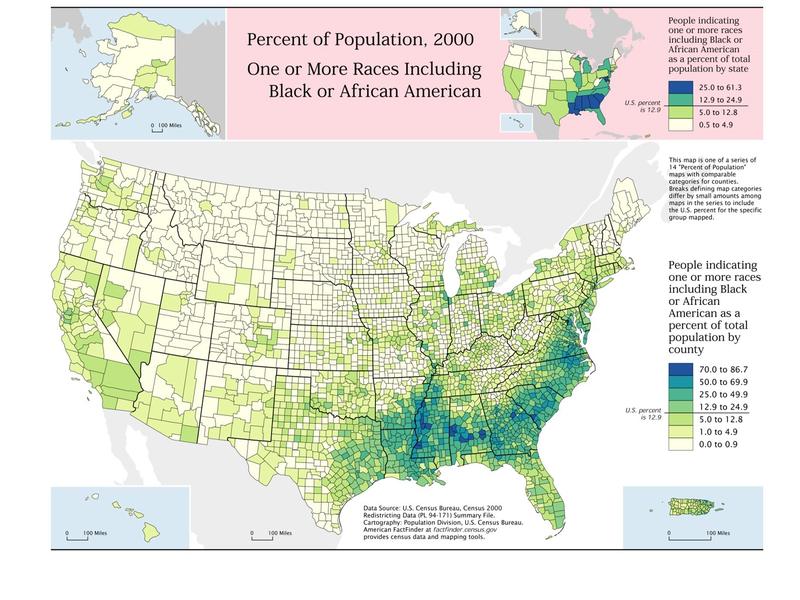 Percent of Population, 2000
One or More Races Including
Black or African American
People indicating
one or more races
including Black or
African American
as a percent of total
population by state
25.0 to 61.3
12.9 to 24.9
5.0 to 12.8
0.5 to 4.9
U.S. percent
is 12.9
0 100 Miles
This map is one of a series of
14 "Percent of Population"
maps with comparable
categories for counties.
Breaks defining map categories
differ by small amounts among
maps in the series to include
the U.S. percent for the specific
group mapped.
People indicating
one or more races
including Black
or African
American as a
percent of total
population by
county
70.0 to 86.7
50.0 to 69.9
25.0 to 49.9
12.9 to 24.9
5.0 to 12.8
1.0 to 4.9
0.0 to 0.9
U.S. percent
is 12.9
0 100 Miles
0 100 Miles
Data Source: U.S. Census Bureau, Census 2000
Redistricting Data (PL 94-171) Summary File.
Cartography: Population Division, U.S. Census Bureau.
American FactFinder at factfinder.census.gov
provides census data and mapping tools.
0 100 Miles